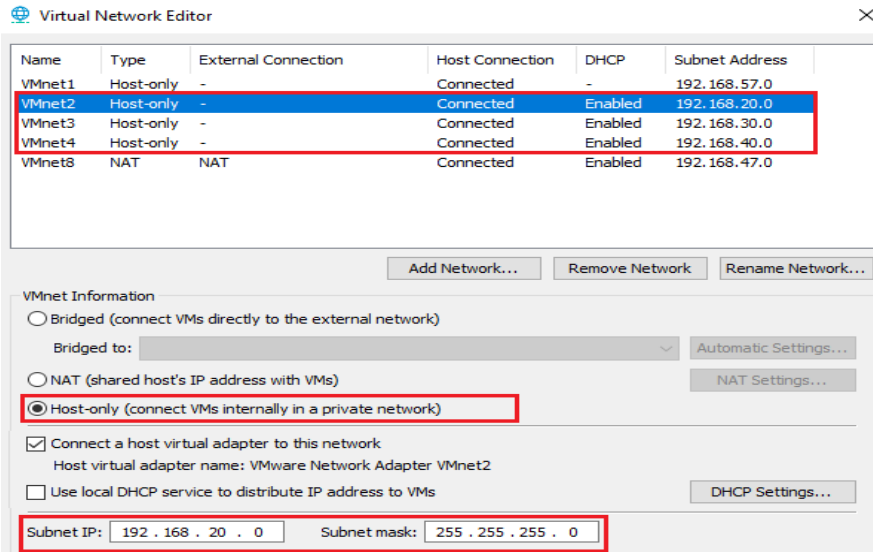 Virtual Network Editor
Name Type External Connection Host Connection DHCP Subnet Address
VMnet1 Host-only - Connected - 192.168.57.0
VMnet2 Host-only - Connected Enabled 192.168.20.0
VMnet3 Host-only - Connected Enabled 192.168.30.0
VMnet4 Host-only - Connected Enabled 192.168.40.0
VMnet8 NAT NAT Connected Enabled 192.168.47.0
Add Network... Remove Network Rename Network...
VMnet Information
Bridged (connect VMs directly to the external network)
Bridged to: Automatic Settings...
NAT (shared host's IP address with VMs) NAT Settings...
Host-only (connect VMs internally in a private network)
Connect a host virtual adapter to this network
Host virtual adapter name: VMware Network Adapter VMnet2
Use local DHCP service to distribute IP address to VMs DHCP Settings...
Subnet IP: 192 . 168 . 20 . 0 Subnet mask: 255 . 255 . 255 . 0